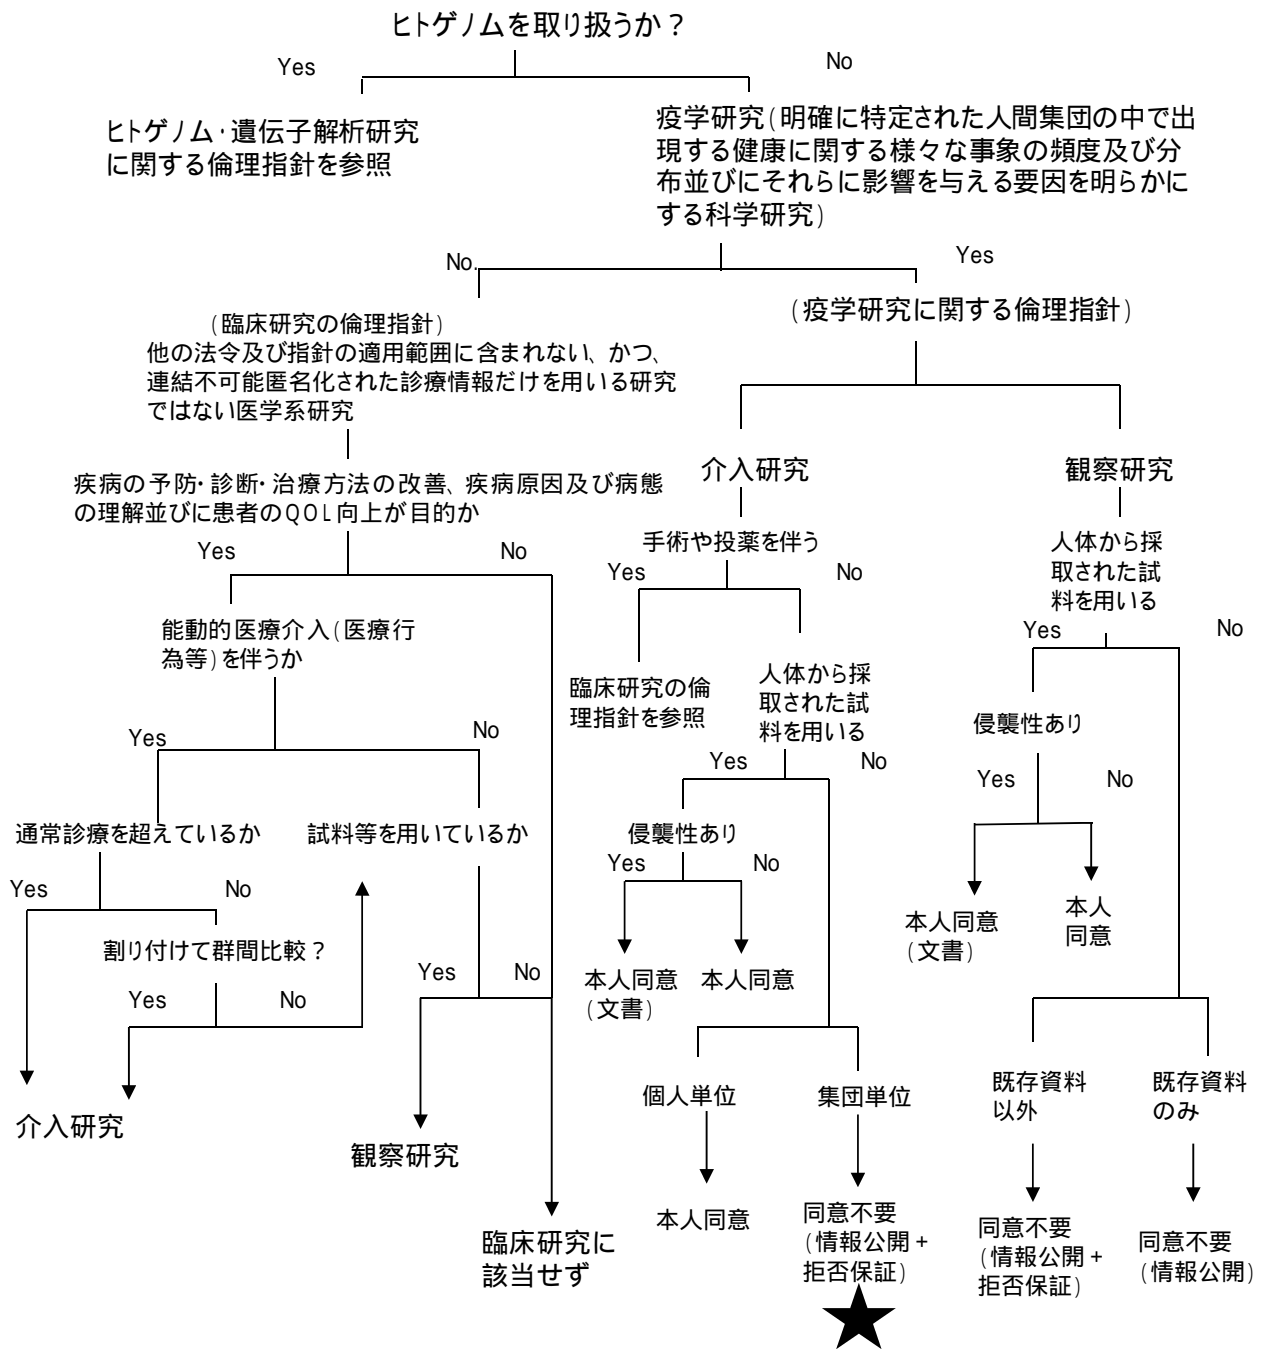 ヒトゲノムを取り扱うか？
Yes
No
ヒトゲノム・遺伝子解析研究
に関する倫理指針を参照
疫学研究(明確に特定された人間集団の中で出
現する健康に関する様々な事象の頻度及び分
布並びにそれらに影響を与える要因を明らかに
する科学研究)
No.
Yes
(臨床研究の倫理指針)
他の法令及び指針の適用範囲に含まれない、かつ、
連結不可能匿名化された診療情報だけを用いる研究
ではない医学系研究
(疫学研究に関する倫理指針)
疾病の予防・診断・治療方法の改善、疾病原因及び病態
の理解並びに患者のQOL向上が目的か
Yes
No
能動的医療介入(医療行
為等)を伴うか
Yes
No
通常診療を超えているか
試料等を用いているか
Yes
No
割り付けて群間比較？
Yes
No
Yes
No
介入研究
観察研究
臨床研究に
該当せず
介入研究
手術や投薬を伴う
Yes
No
臨床研究の倫
理指針を参照
人体から採
取された試
料を用いる
Yes
No
侵襲性あり
Yes
No
本人同意
(文書)
本人同意
個人単位
集団単位
本人同意
同意不要
(情報公開+
拒否保証)
観察研究
人体から採
取された試
料を用いる
Yes
No
侵襲性あり
Yes
No
本人同意
(文書)
本人
同意
既存資料
以外
既存資料
のみ
同意不要
(情報公開+
拒否保証)
同意不要
(情報公開)